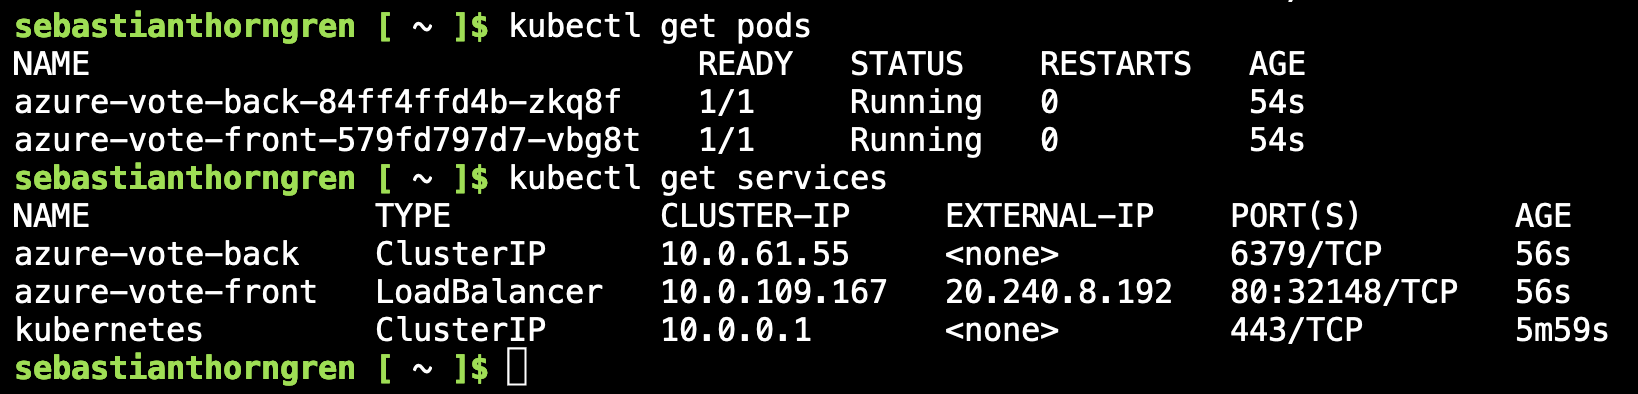 sebastianthorngren [ ~ ]$ kubectl get pods
NAME                                READY   STATUS    RESTARTS   AGE
azure-vote-back-84ff4ffd4b-zkq8f    1/1     Running   0          54s
azure-vote-front-579fd797d7-vbg8t   1/1     Running   0          54s
sebastianthorngren [ ~ ]$ kubectl get services
NAME               TYPE           CLUSTER-IP     EXTERNAL-IP    PORT(S)        AGE
azure-vote-back    ClusterIP      10.0.61.55     <none>         6379/TCP       56s
azure-vote-front   LoadBalancer   10.0.109.167   20.240.8.192   80:32148/TCP   56s
kubernetes         ClusterIP      10.0.0.1       <none>         443/TCP        5m59s
sebastianthorngren [ ~ ]$